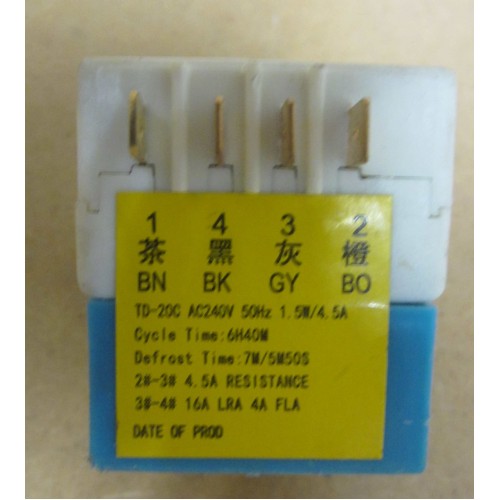 1 4 3 2
茶 黑 灰 橙
BN BK GY BO
TD-20C AC240V 50Hz 1.5W/4.5A
Cycle Time:6H40M
Defrost Time:7M/5M50S
2#-3# 4.5A RESISTANCE
3#-4# 16A LRA 4A FLA
DATE OF PROD